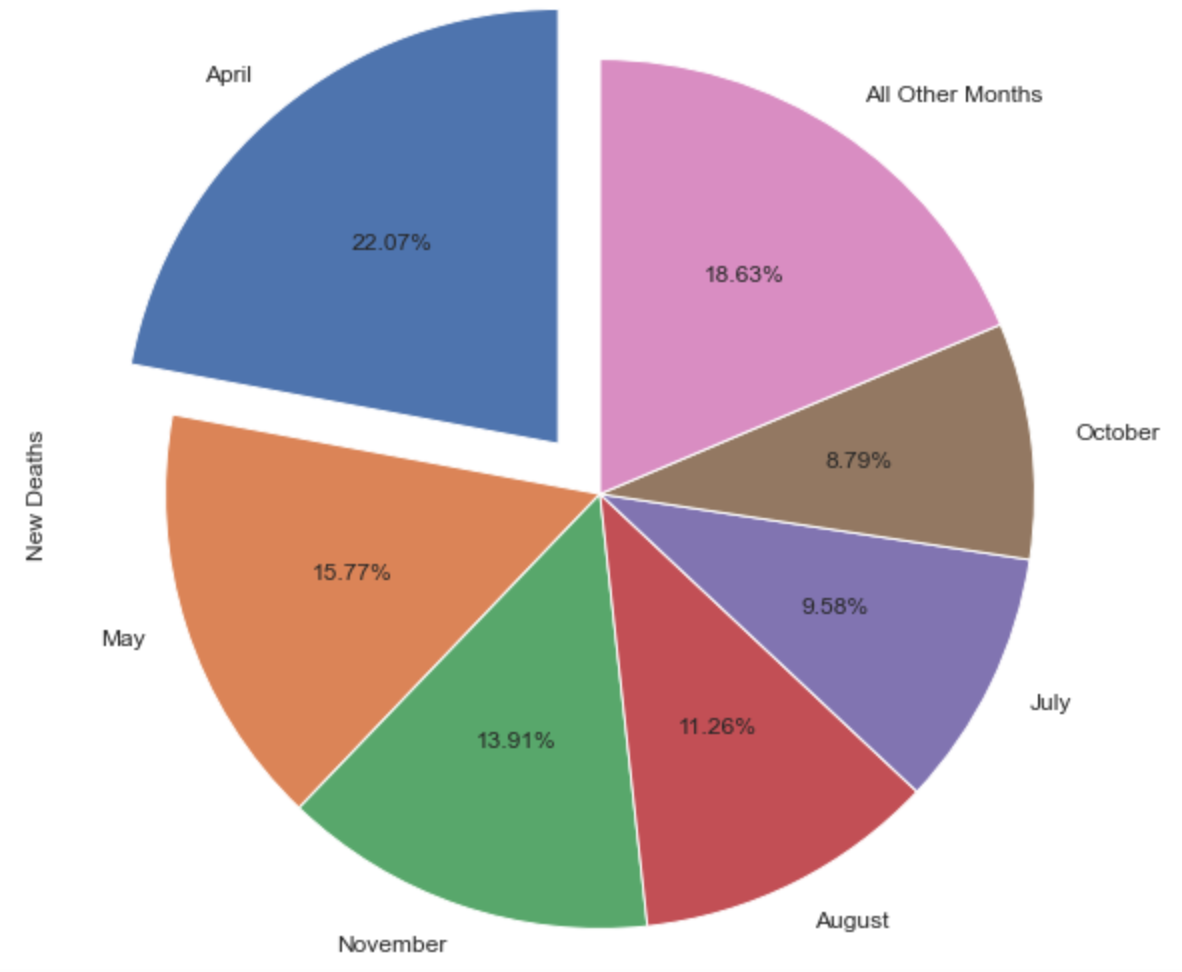 April
All Other Months
22.07%
18.63%
October
8.79%
New Deaths
15.77%
9.58%
May
July
11.26%
13.91%
August
November